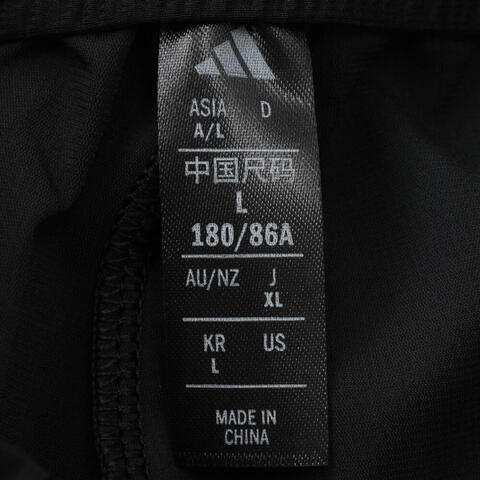 ASIA D
A/L
中国尺码
L
180/86A
AU/NZ J
XL
KR US
L
MADE IN
CHINA